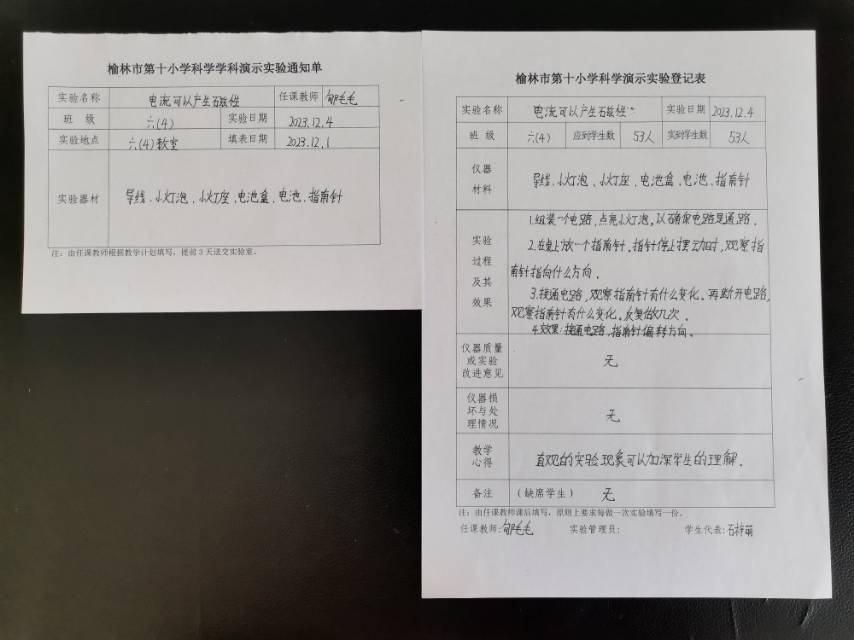 榆林市第十小学科学学科演示实验通知单
实验名称 电流可以产生磁性 任课教师 郇毛毛
班 级 六(4) 实验日期 2023.12.4
实验地点 六(4)教室 填表日期 2023.12.1
实验器材 导线、小灯泡、小灯座、电池盒、电池、指南针
注:由任课教师根据教学计划填写,提前3天送交实验室。
榆林市第十小学科学演示实验登记表
实验名称 电流可以产生磁性 实验日期 2023.12.4
班 级 六(4) 应到学生数 53人 实到学生数 53人
仪器
材料
导线、小灯泡、小灯座、电池盒、电池、指南针
实验
过程
及其
效果
1.组装一个电路,点亮小灯泡,以确保电路是通路.
2.在桌上放一个指南针,指针停止摆动时,观察指
南针指向什么方向.
3.接通电路,观察指南针有什么变化。再断开电路,
观察指南针有什么变化。反复做几次.
4.效果:接通电路,指南针偏转方向.
仪器质量
或实验
改进意见
无
仪器损
坏与处
理情况
无
教学
心得
直观的实验现象可以加深学生的理解.
备注 (缺席学生) 无
注:由任课教师课后填写,原则上要求每做一次实验填写一份。
任课教师:郇毛毛 实验管理员: 学生代表:石梓萌